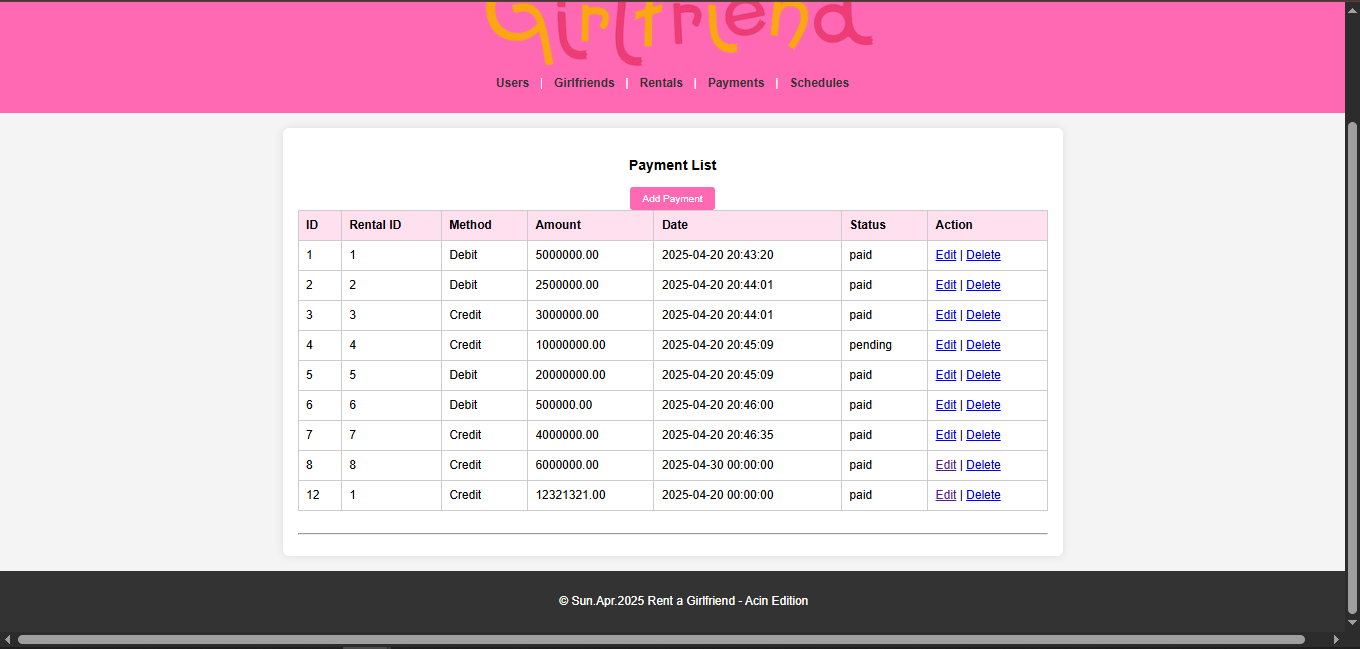 Girlfriend
Users | Girlfriends | Rentals | Payments | Schedules
Payment List
Add Payment
ID Rental ID Method Amount Date Status Action
1 1 Debit 5000000.00 2025-04-20 20:43:20 paid Edit | Delete
2 2 Debit 2500000.00 2025-04-20 20:44:01 paid Edit | Delete
3 3 Credit 3000000.00 2025-04-20 20:44:01 paid Edit | Delete
4 4 Credit 10000000.00 2025-04-20 20:45:09 pending Edit | Delete
5 5 Debit 20000000.00 2025-04-20 20:45:09 paid Edit | Delete
6 6 Debit 500000.00 2025-04-20 20:46:00 paid Edit | Delete
7 7 Credit 4000000.00 2025-04-20 20:46:35 paid Edit | Delete
8 8 Credit 6000000.00 2025-04-30 00:00:00 paid Edit | Delete
12 1 Credit 12321321.00 2025-04-20 00:00:00 paid Edit | Delete
© Sun.Apr.2025 Rent a Girlfriend - Acin Edition